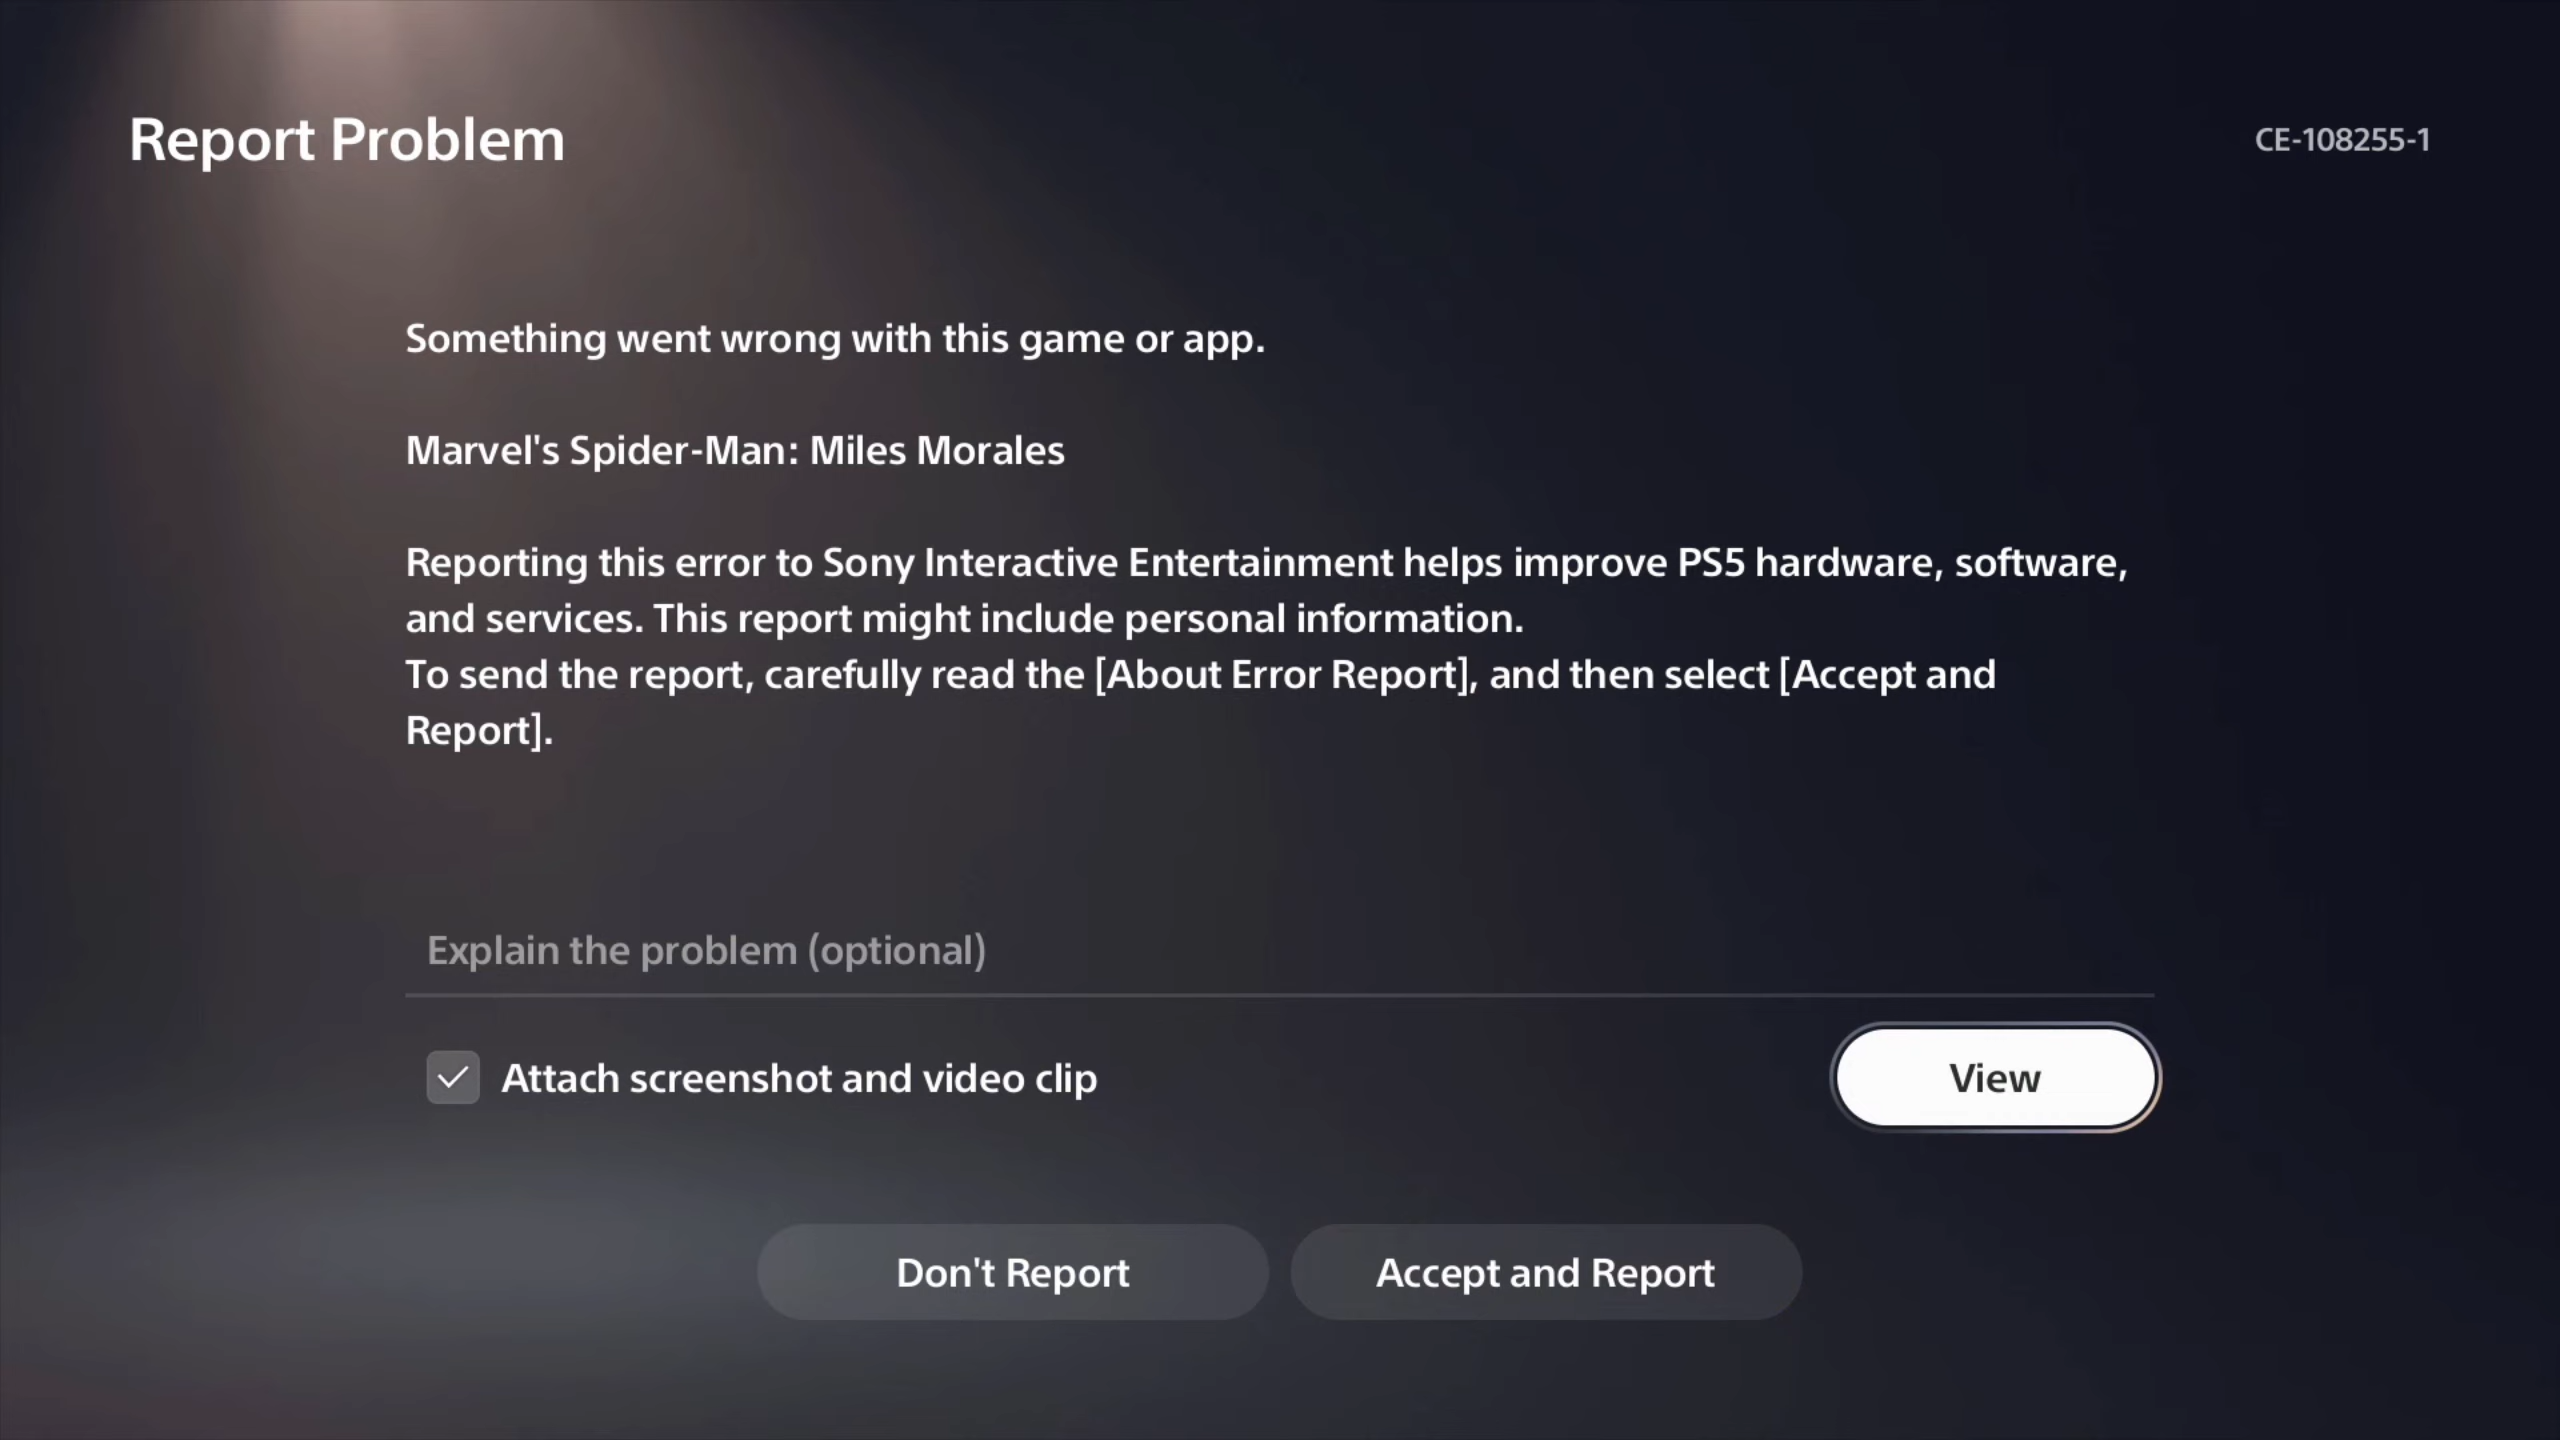 Report Problem
CE-108255-1
Something went wrong with this game or app.
Marvel's Spider-Man: Miles Morales
Reporting this error to Sony Interactive Entertainment helps improve PS5 hardware, software,
and services. This report might include personal information.
To send the report, carefully read the [About Error Report], and then select [Accept and
Report].
Explain the problem (optional)
Attach screenshot and video clip
View
Don't Report
Accept and Report